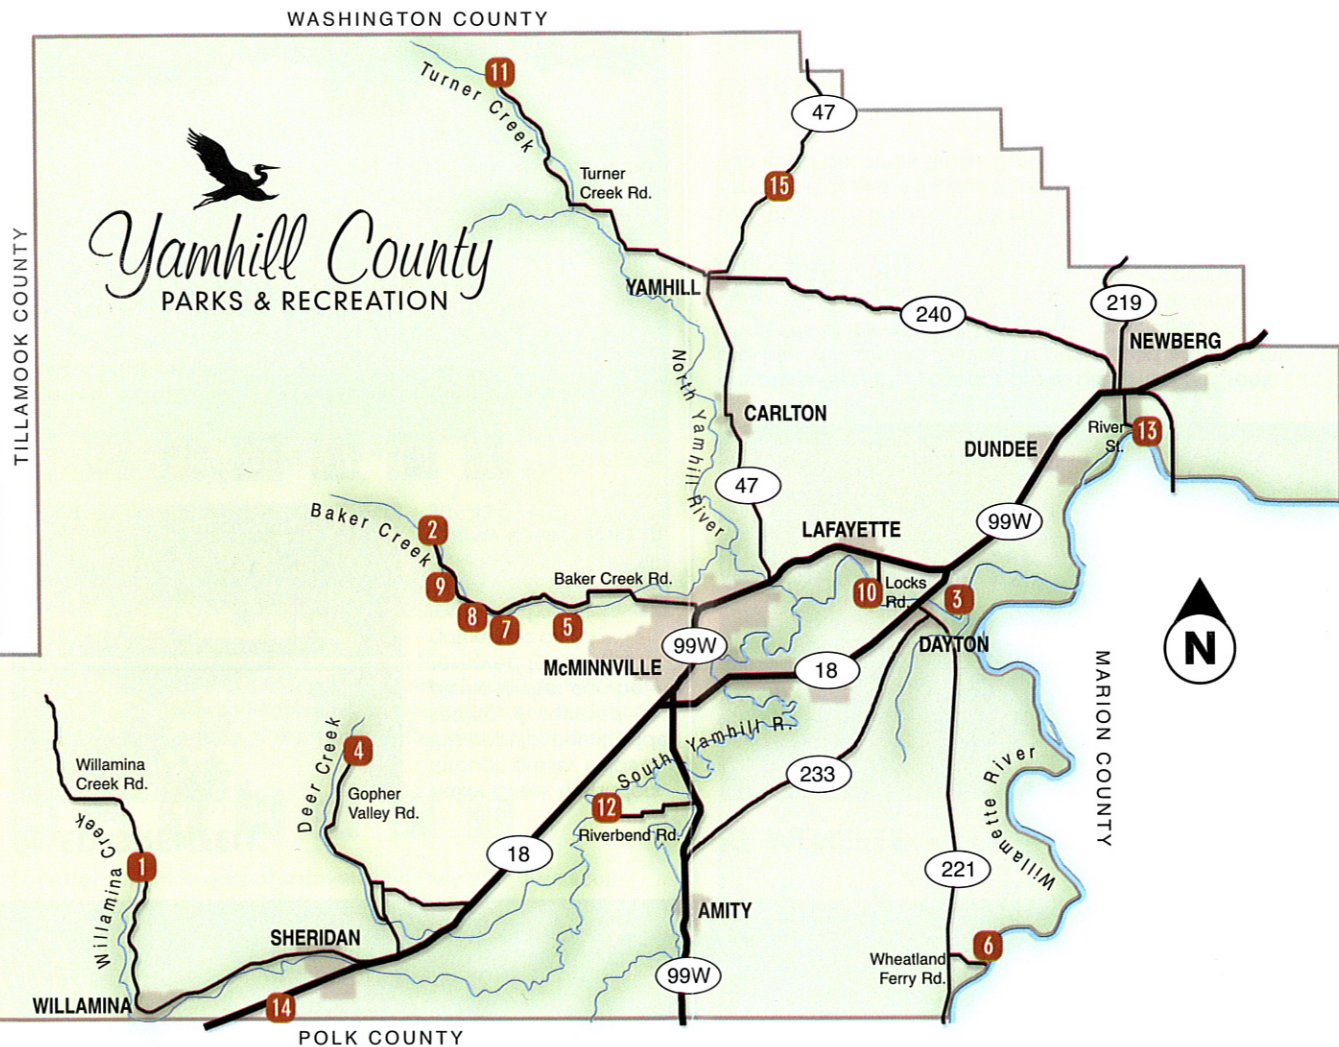 WASHINGTON COUNTY
11
Turner Creek
47
15
Turner
Creek Rd.
Yamhill County
PARKS & RECREATION
TILLAMOOK COUNTY
YAMHILL
240
219
NEWBERG
North Yamhill River
CARLTON
River
St.
13
DUNDEE
47
99W
LAFAYETTE
Baker Creek
2
9
8
7
5
Baker Creek Rd.
10
Locks
Rd.
3
DAYTON
99W
McMINNVILLE
18
N
MARION COUNTY
Willamina
Creek Rd.
Willamina Creek
1
Deer Creek
4
Gopher
Valley Rd.
South Yamhill R.
12
Riverbend Rd.
233
18
221
Willamette River
AMITY
SHERIDAN
Wheatland
Ferry Rd.
6
99W
WILLAMINA
14
POLK COUNTY